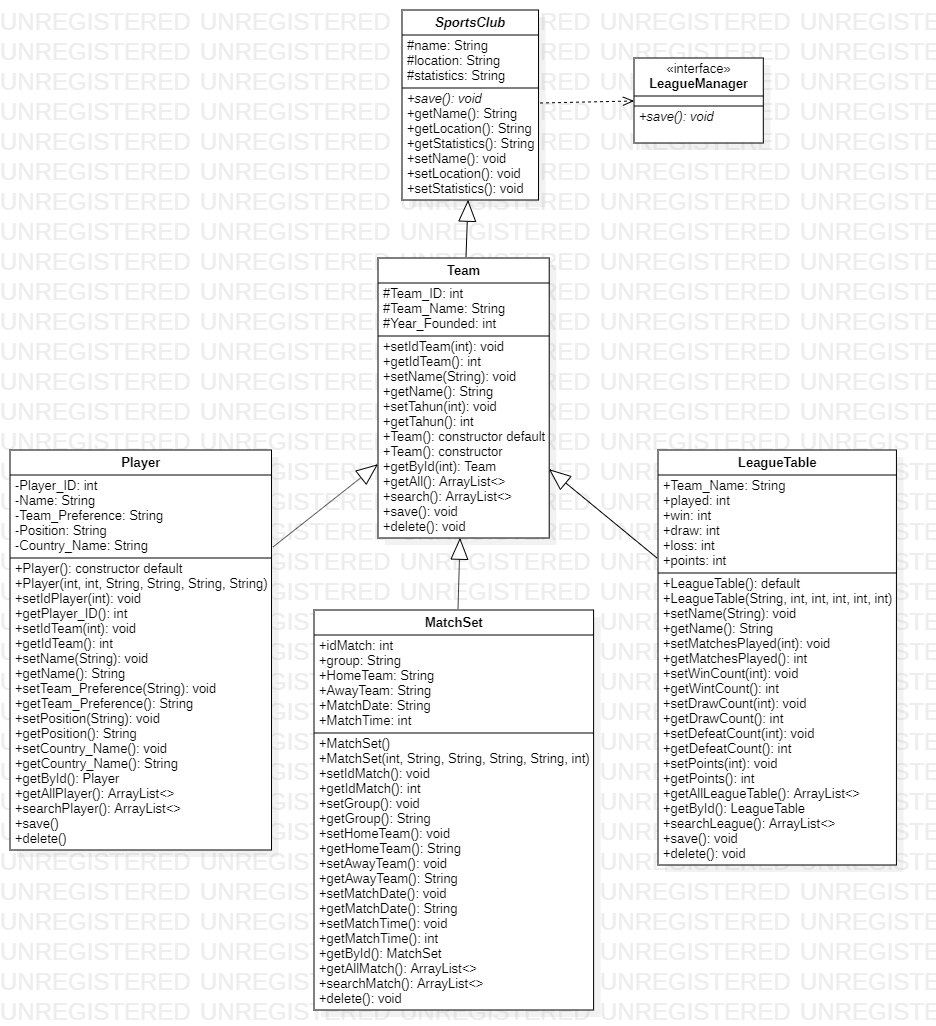 SportsClub
#name: String
#location: String
#statistics: String
+save(): void
+getName(): String
+getLocation(): String
+getStatistics(): String
+setName(): void
+setLocation(): void
+setStatistics(): void
«interface»
LeagueManager
+save(): void
Team
#Team_ID: int
#Team_Name: String
#Year_Founded: int
+setIdTeam(int): void
+getIdTeam(): int
+setName(String): void
+getName(): String
+setTahun(int): void
+getTahun(): int
+Team(): constructor default
+Team(): constructor
+getById(int): Team
+getAll(): ArrayList<>
+search(): ArrayList<>
+save(): void
+delete(): void
Player
-Player_ID: int
-Name: String
-Team_Preference: String
-Position: String
-Country_Name: String
+Player(): constructor default
+Player(int, int, String, String, String, String)
+setIdPlayer(int): void
+getPlayer_ID(): int
+setIdTeam(int): void
+getIdTeam(): int
+setName(String): void
+getName(): String
+setTeam_Preference(String): void
+getTeam_Preference(): String
+setPosition(String): void
+getPosition(): String
+setCountry_Name(): void
+getCountry_Name(): String
+getById(): Player
+getAllPlayer(): ArrayList<>
+searchPlayer(): ArrayList<>
+save()
+delete()
MatchSet
+idMatch: int
+group: String
+HomeTeam: String
+AwayTeam: String
+MatchDate: String
+MatchTime: int
+MatchSet()
+MatchSet(int, String, String, String, String, int)
+setIdMatch(): void
+getIdMatch(): int
+setGroup(): void
+getGroup(): String
+setHomeTeam(): void
+getHomeTeam(): String
+setAwayTeam(): void
+getAwayTeam(): String
+setMatchDate(): void
+getMatchDate(): String
+setMatchTime(): void
+getMatchTime(): int
+getById(): MatchSet
+getAllMatch(): ArrayList<>
+searchMatch(): ArrayList<>
+delete(): void
LeagueTable
+Team_Name: String
+played: int
+win: int
+draw: int
+loss: int
+points: int
+LeagueTable(): default
+LeagueTable(String, int, int, int, int, int)
+setName(String): void
+getName(): String
+setMatchesPlayed(int): void
+getMatchesPlayed(): int
+setWinCount(int): void
+getWintCount(): int
+setDrawCount(int): void
+getDrawCount(): int
+setDefeatCount(int): void
+getDefeatCount(): int
+setPoints(int): void
+getPoints(): int
+getAllLeagueTable(): ArrayList<>
+getById(): LeagueTable
+searchLeague(): ArrayList<>
+save(): void
+delete(): void
UNREGISTERED